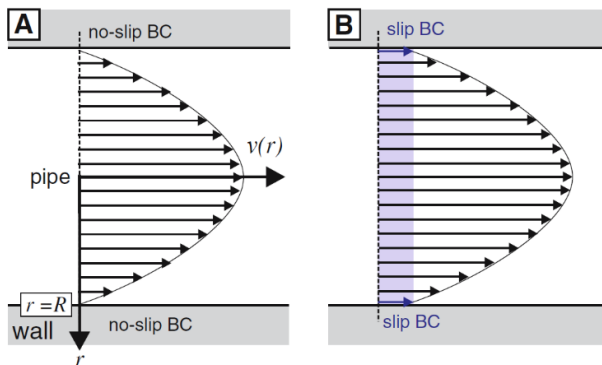 A
no-slip BC
v(r)
pipe
r = R
wall
no-slip BC
r
B
slip BC
slip BC